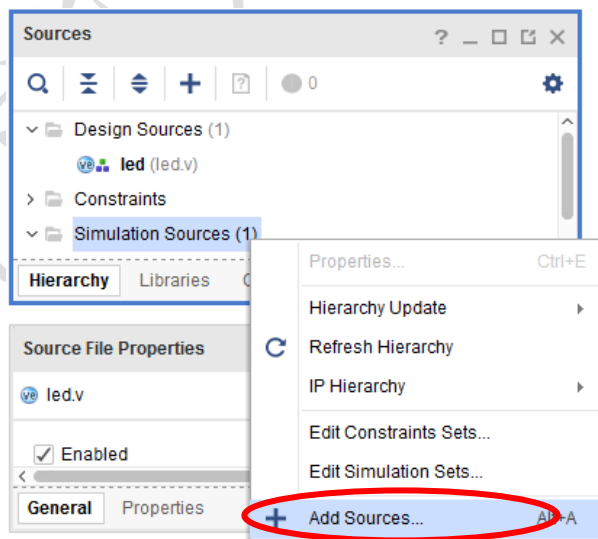 Sources
? _
0
Design Sources (1)
led (led.v)
Constraints
Simulation Sources (1)
Hierarchy Libraries
Properties... Ctrl+E
Hierarchy Update
Refresh Hierarchy
IP Hierarchy
Edit Constraints Sets...
Edit Simulation Sets...
Add Sources... Alt+A
Source File Properties
led.v
Enabled
General Properties